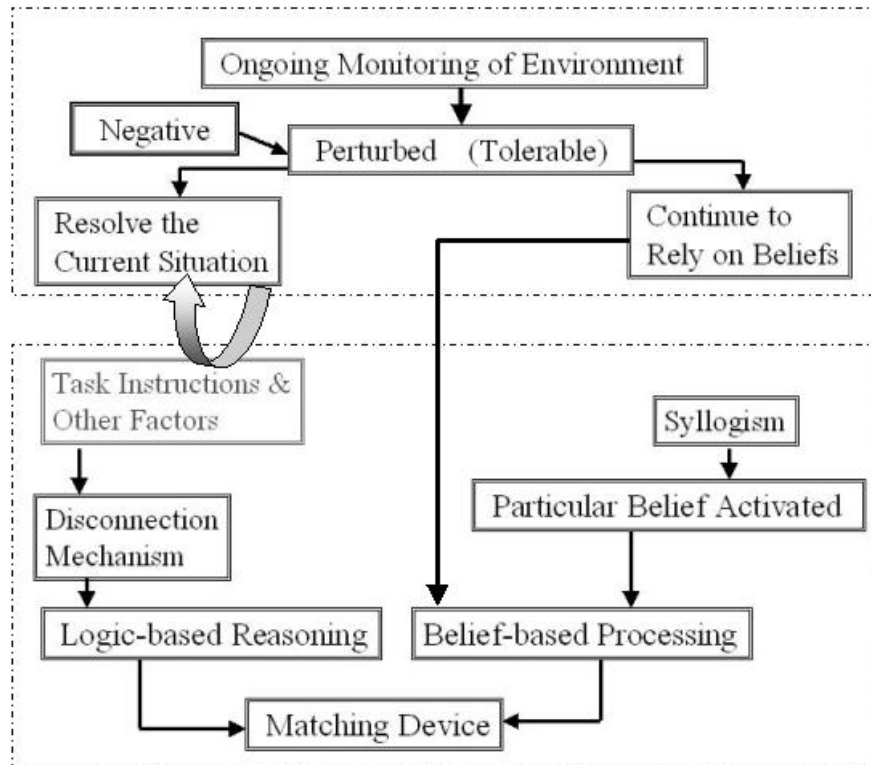 Ongoing Monitoring of Environment
Negative
Perturbed (Tolerable)
Resolve the
Current Situation
Continue to
Rely on Beliefs
Task Instructions &
Other Factors
Syllogism
Particular Belief Activated
Disconnection
Mechanism
Logic-based Reasoning
Belief-based Processing
Matching Device